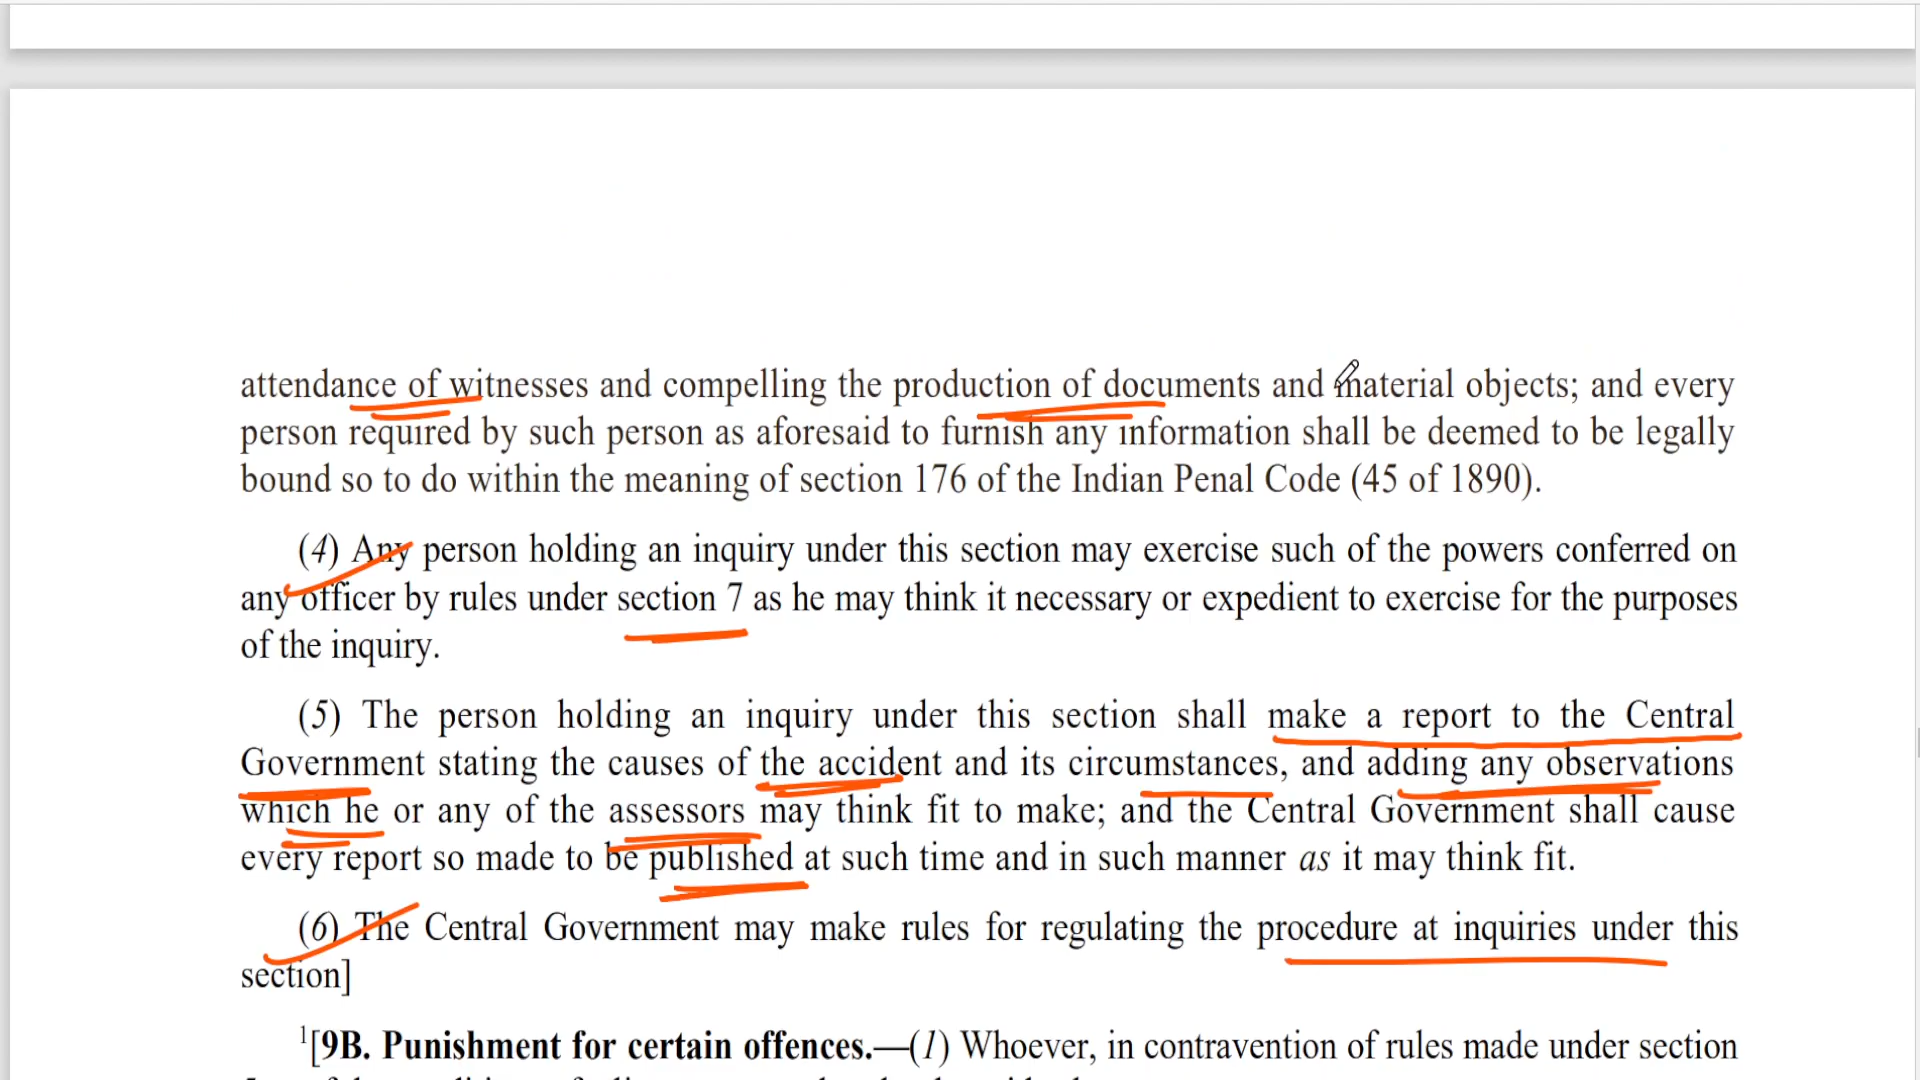 attendance of witnesses and compelling the production of documents and material objects; and every
person required by such person as aforesaid to furnish any information shall be deemed to be legally
bound so to do within the meaning of section 176 of the Indian Penal Code (45 of 1890).
(4) Any person holding an inquiry under this section may exercise such of the powers conferred on
any officer by rules under section 7 as he may think it necessary or expedient to exercise for the purposes
of the inquiry.
(5) The person holding an inquiry under this section shall make a report to the Central
Government stating the causes of the accident and its circumstances, and adding any observations
which he or any of the assessors may think fit to make; and the Central Government shall cause
every report so made to be published at such time and in such manner as it may think fit.
(6) The Central Government may make rules for regulating the procedure at inquiries under this
section]
1[9B. Punishment for certain offences.—(1) Whoever, in contravention of rules made under section